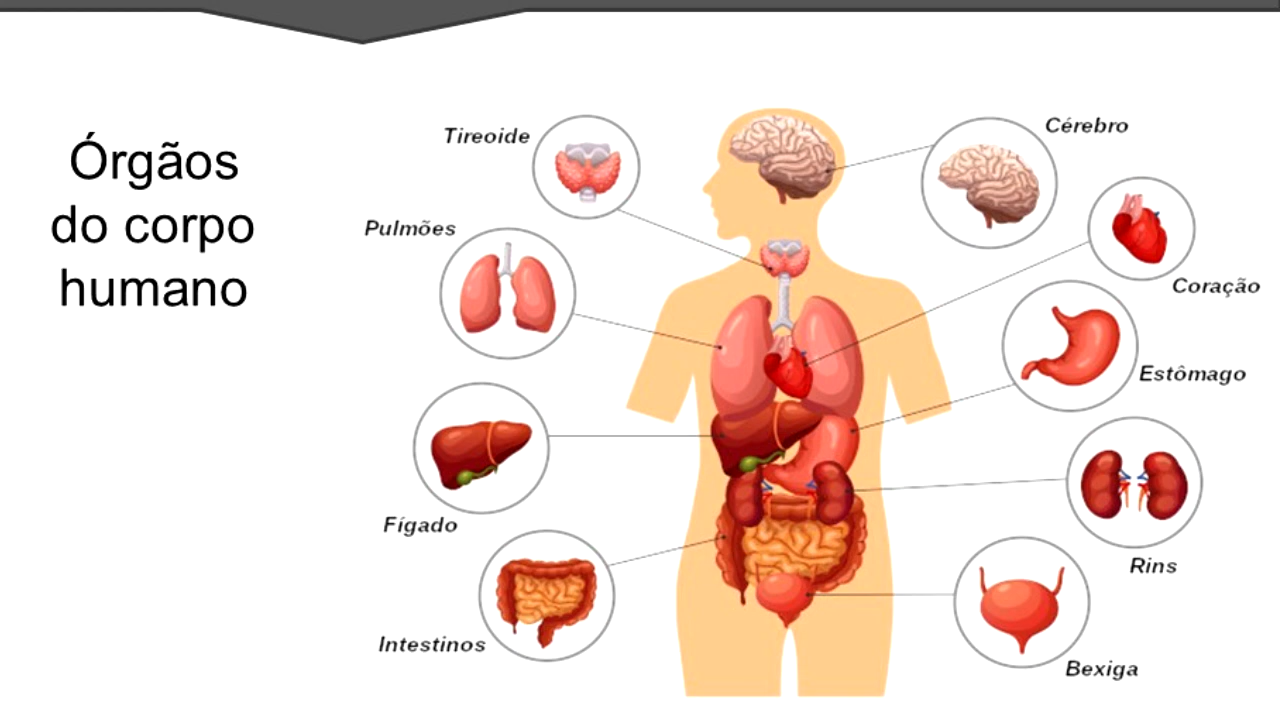 Órgãos
do corpo
humano
Tireoide
Cérebro
Pulmões
Coração
Estômago
Fígado
Rins
Intestinos
Bexiga